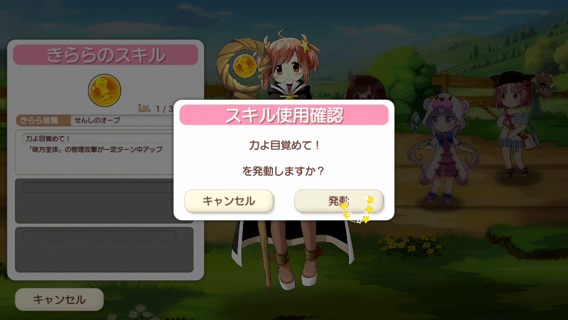 きららのスキル
Lv. 1 / 3
きらら装備 せんしのオーブ
力よ目覚めて！
「味方全体」の物理攻撃が一定ターン中アップ
キャンセル
スキル使用確認
力よ目覚めて！
を発動しますか？
キャンセル
発動